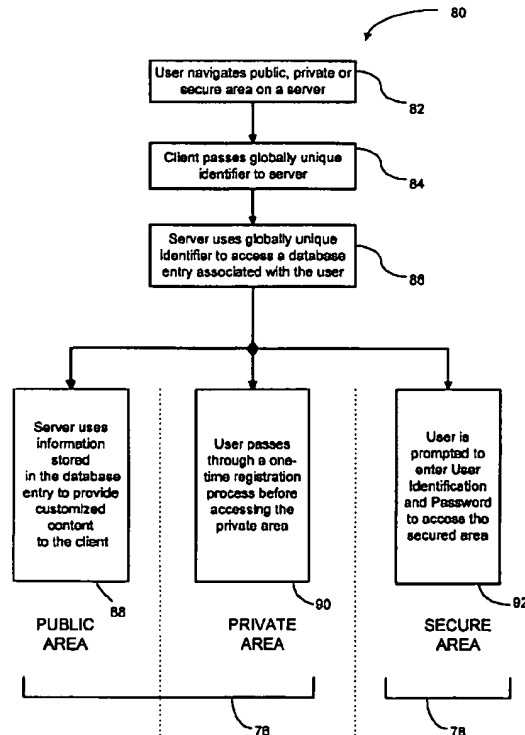 80
User navigates public, private or
secure area on a server
82
Client passes globally unique
identifier to server
84
Server uses globally unique
identifier to access a database
entry associated with the user
86
Server uses
information
stored
in the database
entry to provide
customized
content
to the client
88
User passes
through a one-
time registration
process before
accessing the
private area
90
User is
prompted to
enter User
Identification
and Password
to access the
secured area
92
PUBLIC
AREA
PRIVATE
AREA
SECURE
AREA
76
78